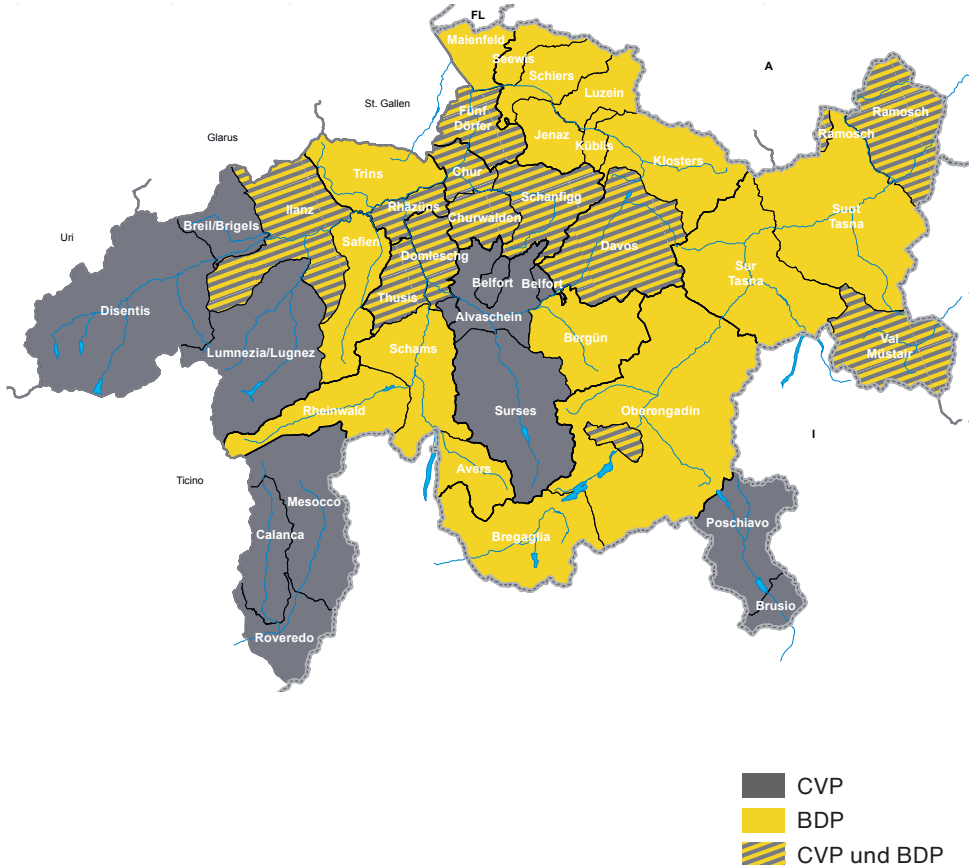 FL
Maienfeld
Seewis
Schiers
A
Luzein
St. Gallen
Fünf
Dörfer
Ramosch
Glarus
Jenaz
Ramosch
Küblis
Klosters
Trins
Chur
Schanfigg
Rhäzüns
Ilanz
Churwalden
Suot
Tasna
Breil/Brigels
Uri
Safien
Davos
Domleschg
Sur
Tasna
Belfort
Belfort
Thusis
Disentis
Alvaschein
Bergün
Val
Müstair
Schams
Lumnezia/Lugnez
Rheinwald
Surses
Oberengadin
I
Avers
Ticino
Mesocco
Poschiavo
Calanca
Bregaglia
Brusio
Roveredo
CVP
BDP
CVP und BDP